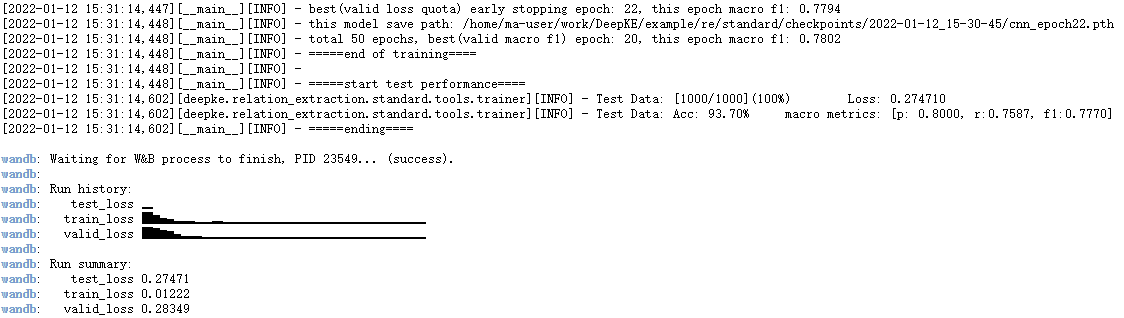 [2022-01-12 15:31:14,447][__main__][INFO] - best(valid loss quota) early stopping epoch: 22, this epoch macro f1: 0.7794
[2022-01-12 15:31:14,448][__main__][INFO] - this model save path: /home/ma-user/work/DeepKE/example/re/standard/checkpoints/2022-01-12_15-30-45/cnn_epoch22.pth
[2022-01-12 15:31:14,448][__main__][INFO] - total 50 epochs, best(valid macro f1) epoch: 20, this epoch macro f1: 0.7802
[2022-01-12 15:31:14,448][__main__][INFO] - =====end of training====
[2022-01-12 15:31:14,448][__main__][INFO] -
[2022-01-12 15:31:14,448][__main__][INFO] - =====start test performance====
[2022-01-12 15:31:14,602][deepke.relation_extraction.standard.tools.trainer][INFO] - Test Data: [1000/1000](100%) Loss: 0.274710
[2022-01-12 15:31:14,602][deepke.relation_extraction.standard.tools.trainer][INFO] - Test Data: Acc: 93.70% macro metrics: [p: 0.8000, r:0.7587, f1:0.7770]
[2022-01-12 15:31:14,602][__main__][INFO] - =====ending====
wandb: Waiting for W&B process to finish, PID 23549... (success).
wandb:
wandb: Run history:
wandb: test_loss
wandb: train_loss
wandb: valid_loss
wandb:
wandb: Run summary:
wandb: test_loss 0.27471
wandb: train_loss 0.01222
wandb: valid_loss 0.28349